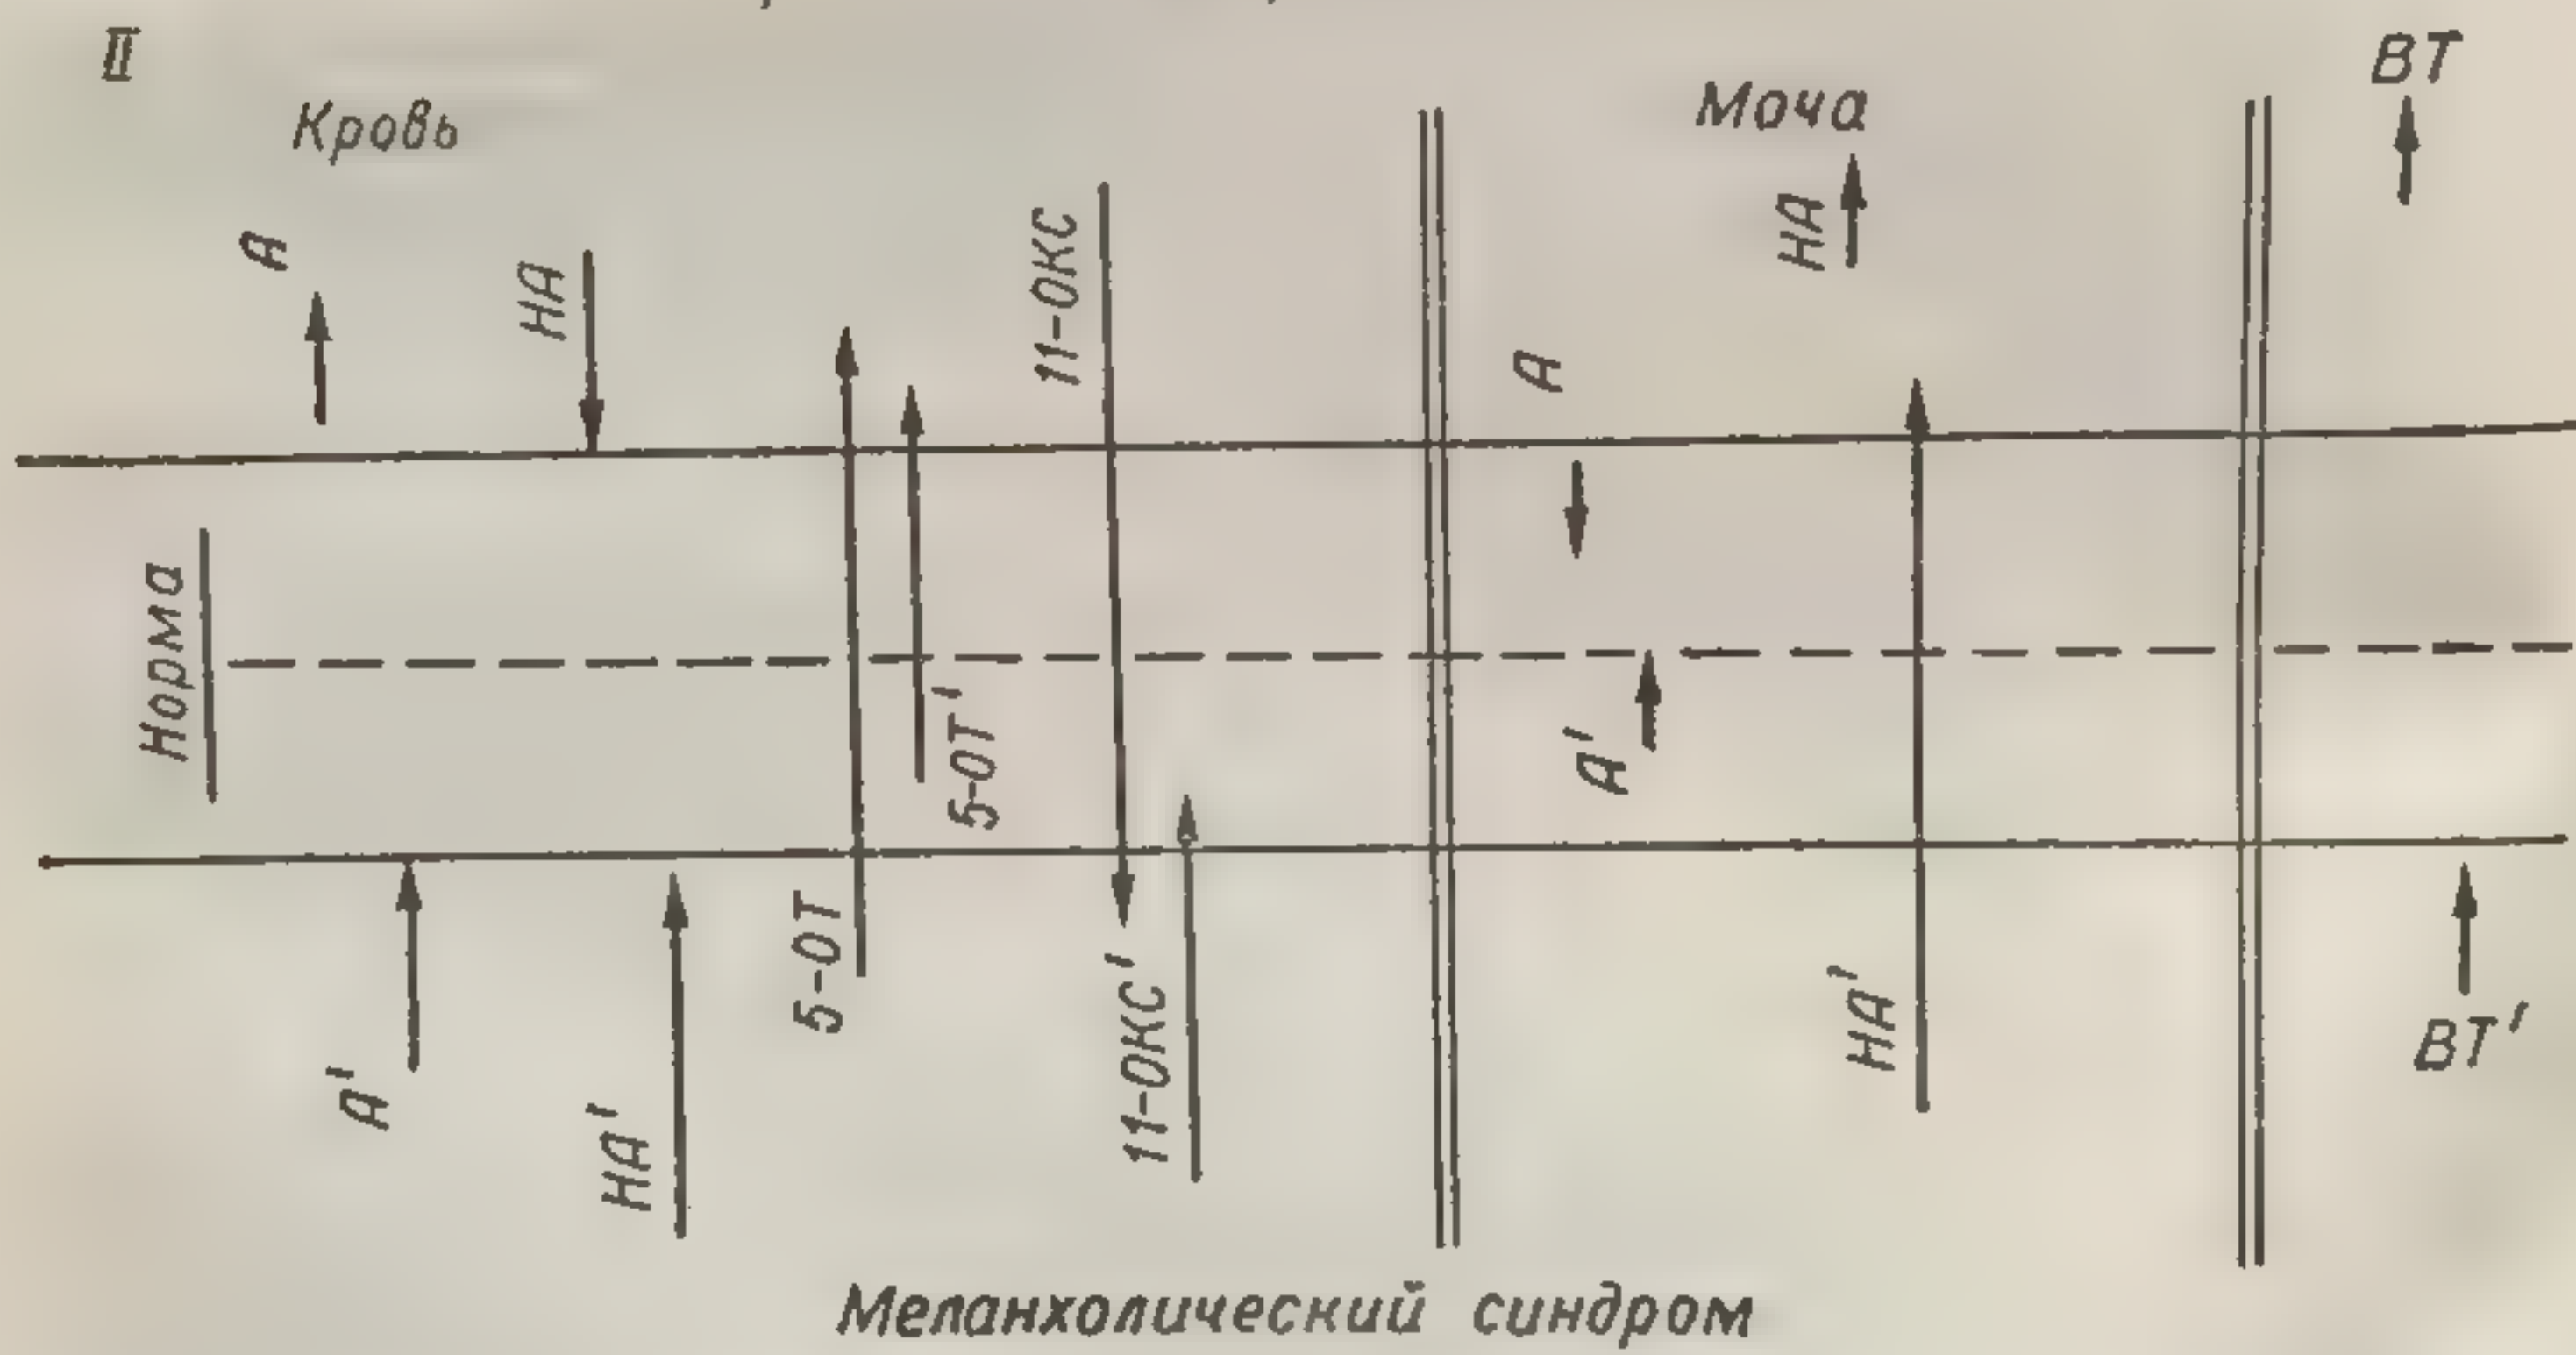 II
Кровь
Моча
ВТ
А
НА
11-ОКС
НА
А
Норма
5-ОТ'
А'
5-ОТ
А'
НА'
11-ОКС'
НА'
ВТ'
Меланхолический синдром